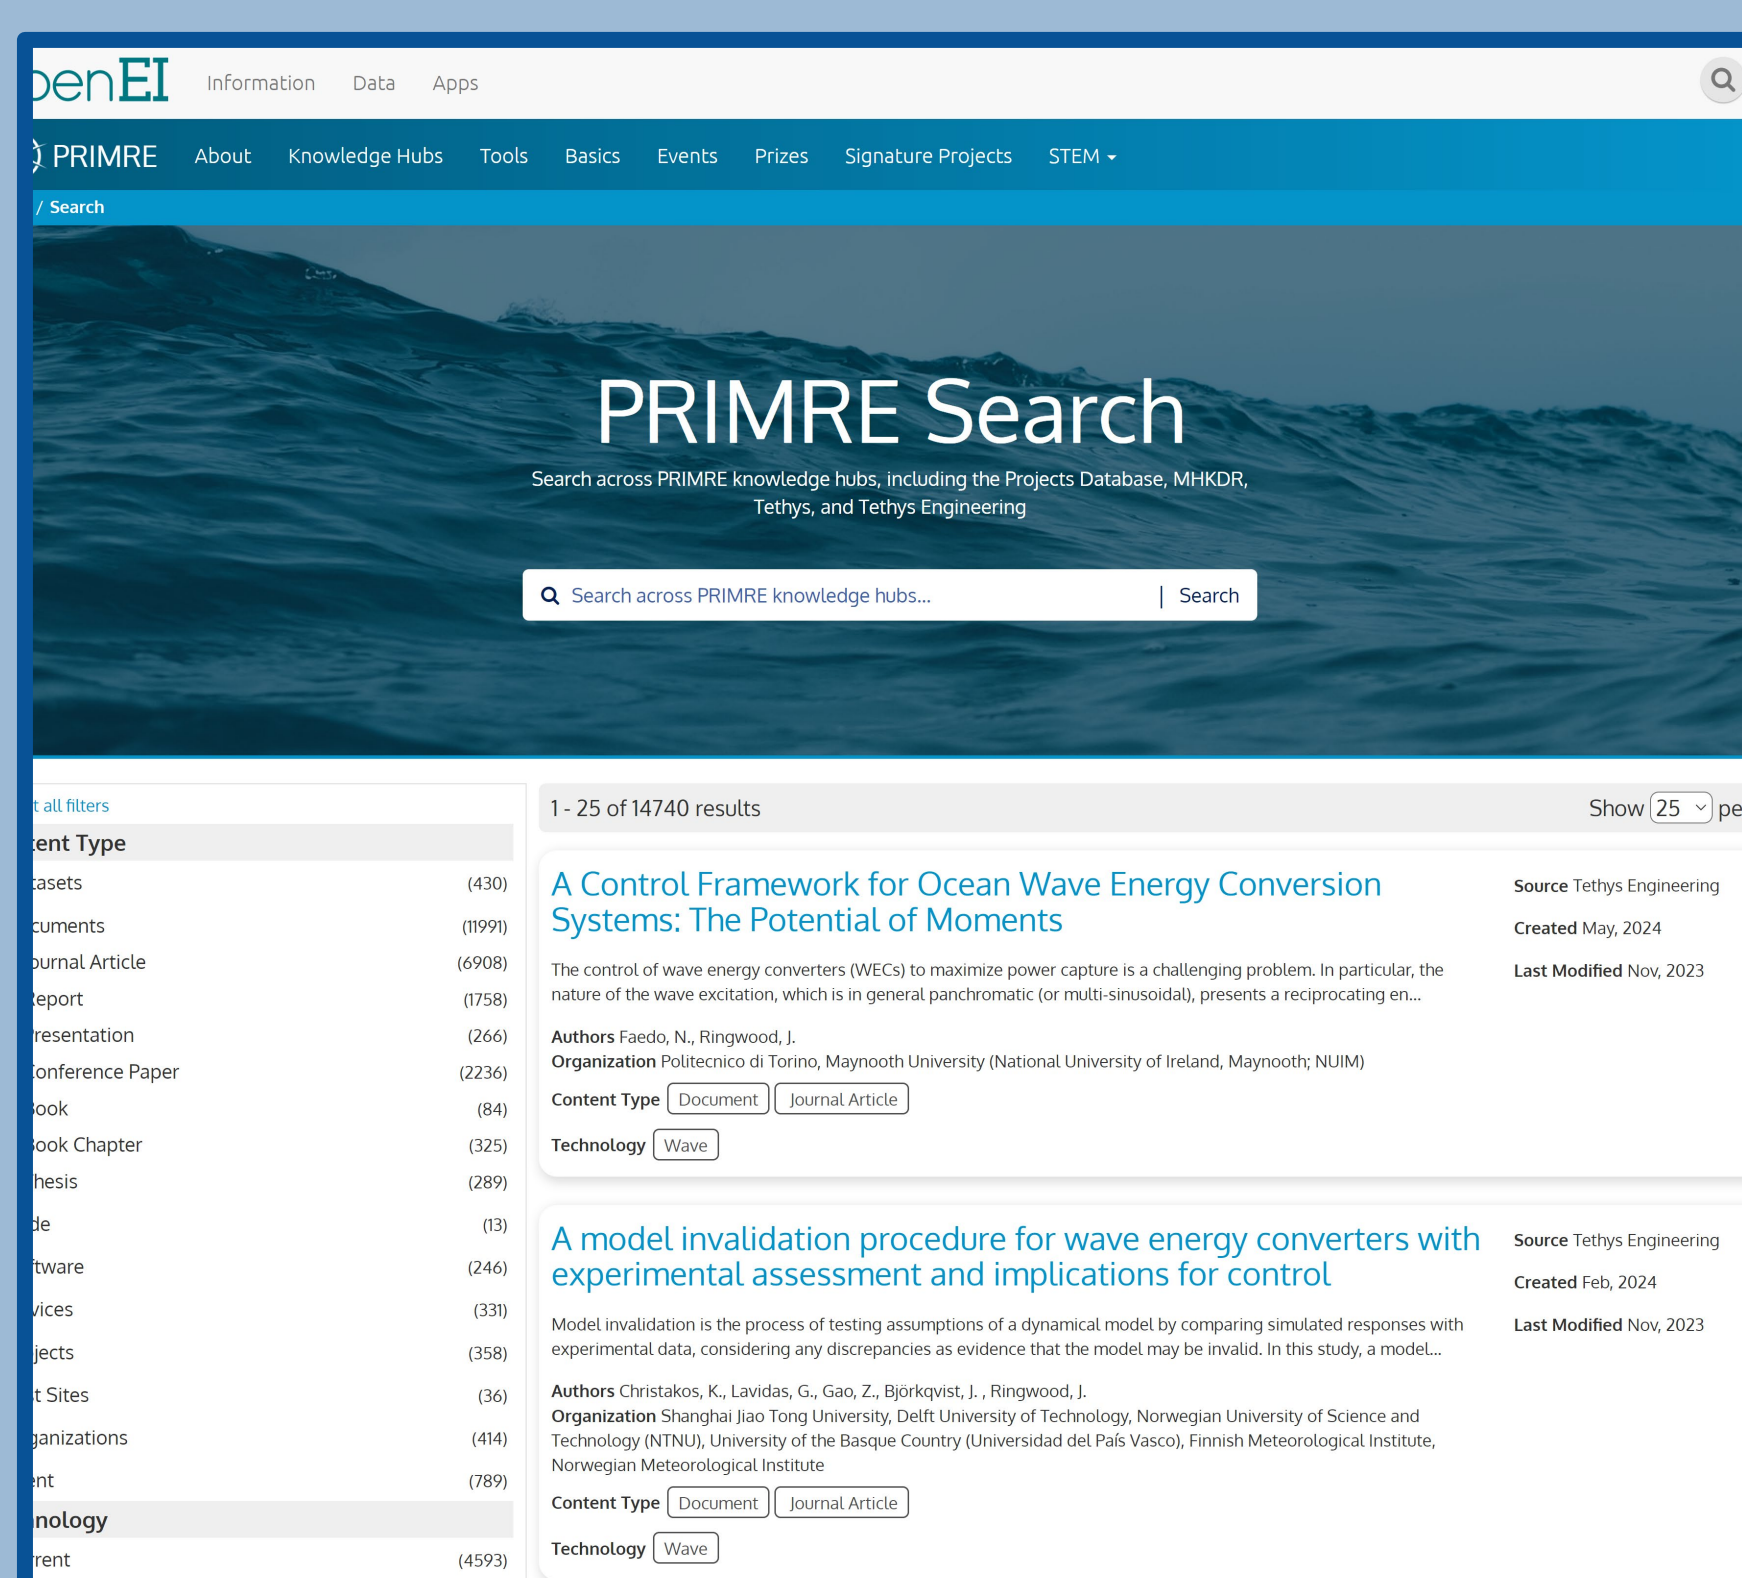 penEI Information Data Apps
PRIMRE About Knowledge Hubs Tools Basics Events Prizes Signature Projects STEM
/ Search
PRIMRE Search
Search across PRIMRE knowledge hubs, including the Projects Database, MHKDR,
Tethys, and Tethys Engineering
Search across PRIMRE knowledge hubs... | Search
t all filters
tent Type
tasets (430)
cuments (11991)
ournal Article (6908)
Report (1758)
Presentation (266)
Conference Paper (2236)
Book (84)
Book Chapter (325)
hesis (289)
de (13)
ftware (246)
vices (331)
jects (358)
t Sites (36)
ganizations (414)
ent (789)
nology
rrent (4593)
1 - 25 of 14740 results Show 25 pe
A Control Framework for Ocean Wave Energy Conversion
Systems: The Potential of Moments
The control of wave energy converters (WECs) to maximize power capture is a challenging problem. In particular, the
nature of the wave excitation, which is in general panchromatic (or multi-sinusoidal), presents a reciprocating en...
Authors Faedo, N., Ringwood, J.
Organization Politecnico di Torino, Maynooth University (National University of Ireland, Maynooth; NUIM)
Content Type Document Journal Article
Technology Wave
Source Tethys Engineering
Created May, 2024
Last Modified Nov, 2023
A model invalidation procedure for wave energy converters with
experimental assessment and implications for control
Model invalidation is the process of testing assumptions of a dynamical model by comparing simulated responses with
experimental data, considering any discrepancies as evidence that the model may be invalid. In this study, a model...
Authors Christakos, K., Lavidas, G., Gao, Z., Björkqvist, J. , Ringwood, J.
Organization Shanghai Jiao Tong University, Delft University of Technology, Norwegian University of Science and
Technology (NTNU), University of the Basque Country (Universidad del País Vasco), Finnish Meteorological Institute,
Norwegian Meteorological Institute
Content Type Document Journal Article
Technology Wave
Source Tethys Engineering
Created Feb, 2024
Last Modified Nov, 2023